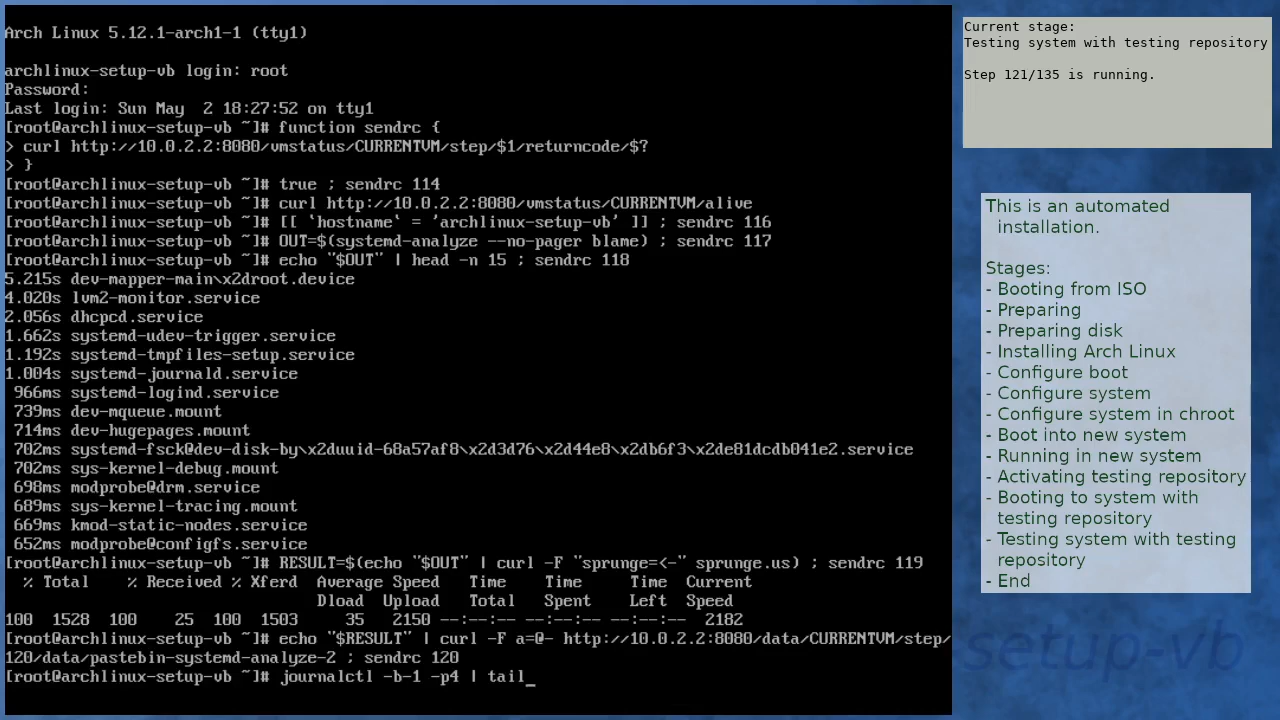 Arch Linux 5.12.1-arch1-1 (tty1)
archlinux-setup-vb login: root
Password:
Last login: Sun May  2 18:27:52 on tty1
[root@archlinux-setup-vb ~]# function sendrc {
> curl http://10.0.2.2:8080/vmstatus/CURRENTVM/step/$1/returncode/$?
> }
[root@archlinux-setup-vb ~]# true ; sendrc 114
[root@archlinux-setup-vb ~]# curl http://10.0.2.2:8080/vmstatus/CURRENTVM/alive
[root@archlinux-setup-vb ~]# [[ `hostname` = 'archlinux-setup-vb' ]] ; sendrc 116
[root@archlinux-setup-vb ~]# OUT=$(systemd-analyze --no-pager blame) ; sendrc 117
[root@archlinux-setup-vb ~]# echo "$OUT" | head -n 15 ; sendrc 118
5.215s dev-mapper-main\x2droot.device
4.020s lvm2-monitor.service
2.056s dhcpcd.service
1.662s systemd-udev-trigger.service
1.192s systemd-tmpfiles-setup.service
1.004s systemd-journald.service
 966ms systemd-logind.service
 739ms dev-mqueue.mount
 714ms dev-hugepages.mount
 702ms systemd-fsck@dev-disk-by\x2duuid-68a57af8\x2d3d76\x2d44e8\x2db6f3\x2de81dcdb041e2.service
 702ms sys-kernel-debug.mount
 698ms modprobe@drm.service
 689ms sys-kernel-tracing.mount
 669ms kmod-static-nodes.service
 652ms modprobe@configfs.service
[root@archlinux-setup-vb ~]# RESULT=$(echo "$OUT" | curl -F "sprunge=<-" sprunge.us) ; sendrc 119
  % Total    % Received % Xferd  Average Speed   Time    Time     Time  Current
                                 Dload  Upload   Total   Spent    Left  Speed
100  1528  100    25  100  1503     35   2150 --:--:-- --:--:-- --:--:--  2182
[root@archlinux-setup-vb ~]# echo "$RESULT" | curl -F a=@- http://10.0.2.2:8080/data/CURRENTVM/step/
120/data/pastebin-systemd-analyze-2 ; sendrc 120
[root@archlinux-setup-vb ~]# journalctl -b-1 -p4 | tail_
Current stage:
Testing system with testing repository
Step 121/135 is running.
This is an automated
installation.
Stages:
- Booting from ISO
- Preparing
- Preparing disk
- Installing Arch Linux
- Configure boot
- Configure system
- Configure system in chroot
- Boot into new system
- Running in new system
- Activating testing repository
- Booting to system with
testing repository
- Testing system with testing
repository
- End
setup-vb